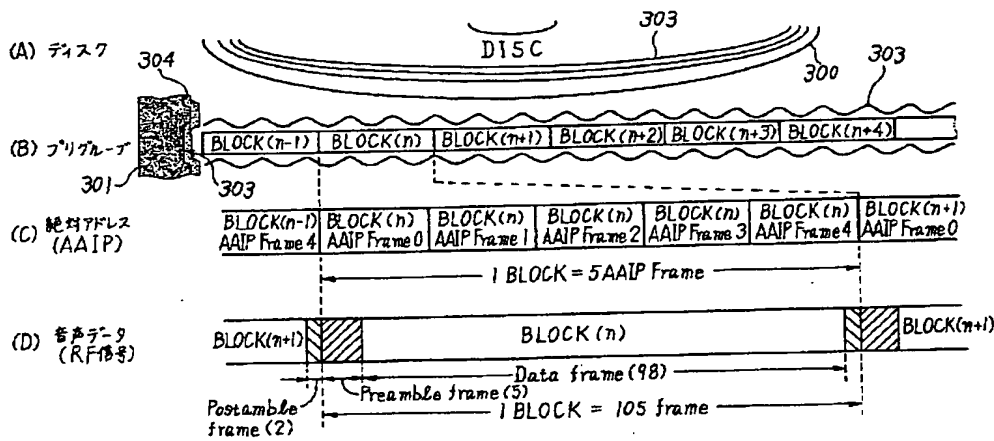 (A) ディスク
DISC
303
300
304
303
(B) プリグルーブ
BLOCK(n-1)
BLOCK(n)
BLOCK(n+1)
BLOCK(n+2)
BLOCK(n+3)
BLOCK(n+4)
301
303
(C) 絶対アドレス
(AAIP)
BLOCK(n-1)
AAIP Frame 4
BLOCK(n)
AAIP Frame 0
BLOCK(n)
AAIP Frame 1
BLOCK(n)
AAIP Frame 2
BLOCK(n)
AAIP Frame 3
BLOCK(n)
AAIP Frame 4
BLOCK(n+1)
AAIP Frame 0
1 BLOCK = 5 AAIP Frame
(D) 音声データ
(RF信号)
BLOCK(n+1)
BLOCK(n)
BLOCK(n+1)
Data frame (98)
Preamble frame (5)
Postamble
frame (2)
1 BLOCK = 105 frame